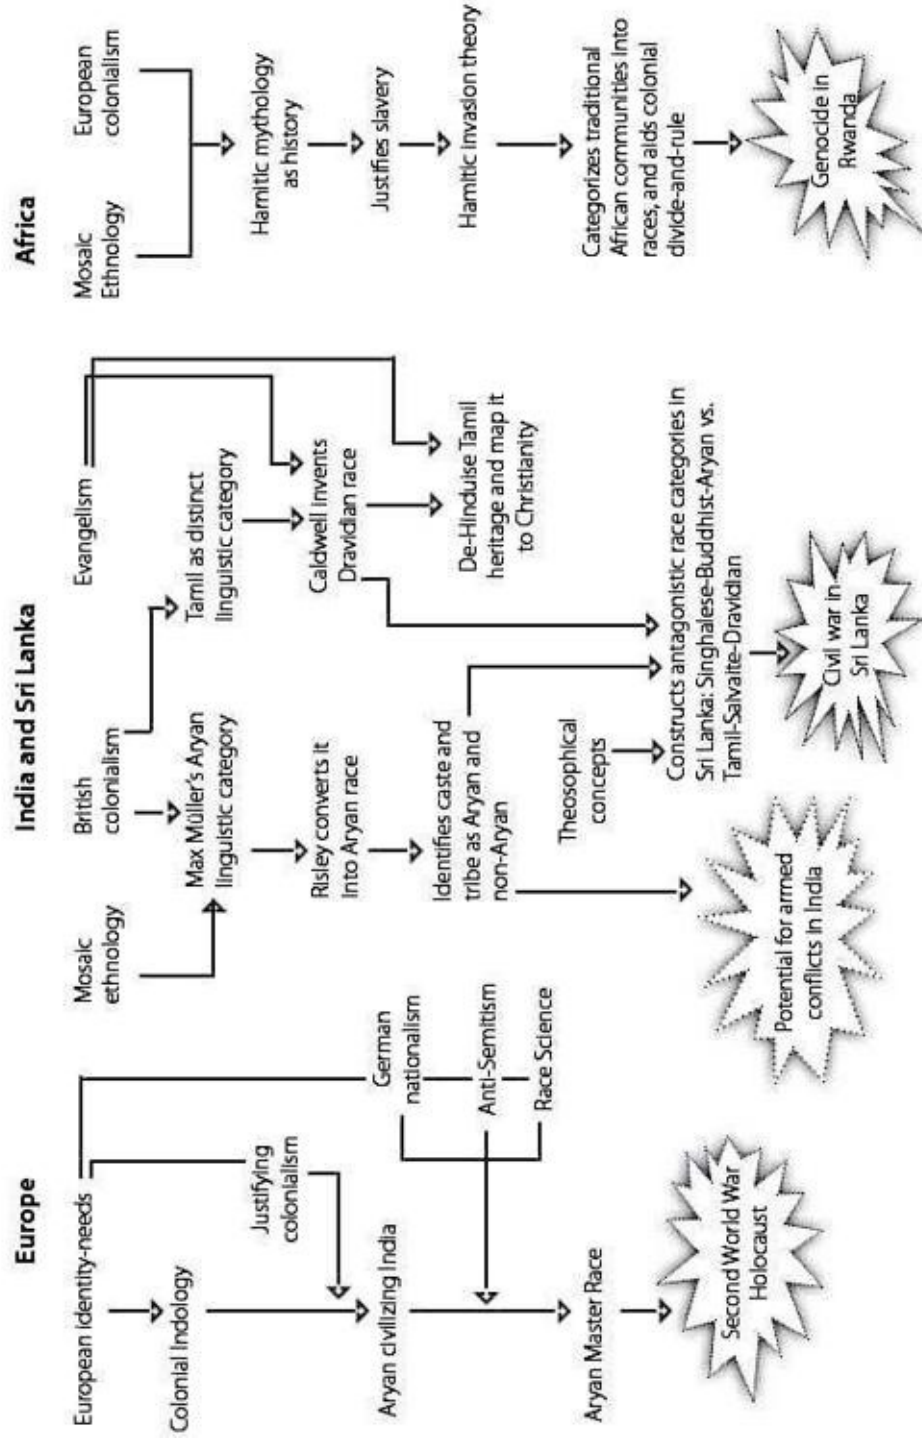 Europe
European identity-needs
Colonial Indology
Justifying
colonialism
Aryan civilizing India
German
nationalism
Anti-Semitism
Race Science
Aryan Master Race
Second World War
Holocaust
India and Sri Lanka
Mosaic
ethnology
British
colonialism
Evangelism
Max Müller's Aryan
linguistic category
Tamil as distinct
linguistic category
Risley converts it
into Aryan race
Caldwell invents
Dravidian race
Identifies caste and
tribe as Aryan and
non-Aryan
De-Hinduise Tamil
heritage and map it
to Christianity
Theosophical
concepts
Constructs antagonistic race categories in
Sri Lanka: Singhalese-Buddhist-Aryan vs.
Tamil-Salvaite-Dravidian
Potential for armed
conflicts in India
Civil war in
Sri Lanka
Africa
Mosaic
Ethnology
European
colonialism
Hamitic mythology
as history
Justifies slavery
Hamitic invasion theory
Categorizes traditional
African communities into
races, and aids colonial
divide-and-rule
Genocide in
Rwanda